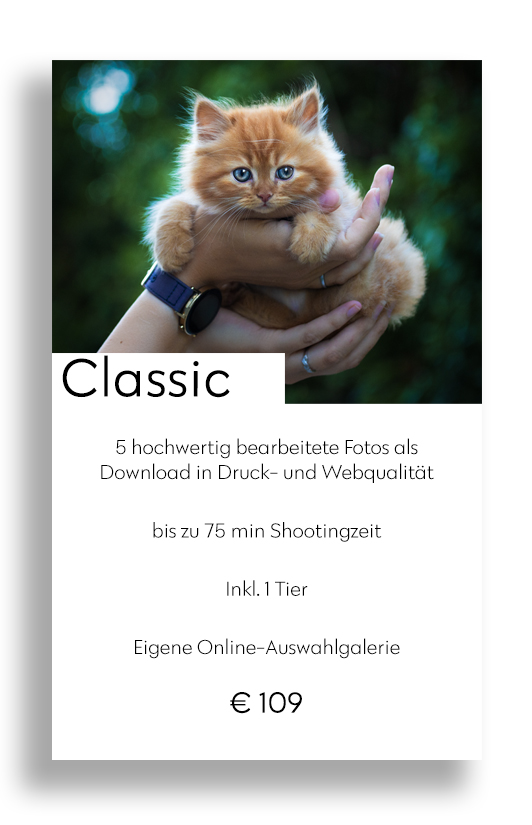 Classic
5 hochwertig bearbeitete Fotos als
Download in Druck- und Webqualität
bis zu 75 min Shootingzeit
Inkl. 1 Tier
Eigene Online-Auswahlgalerie
€ 109